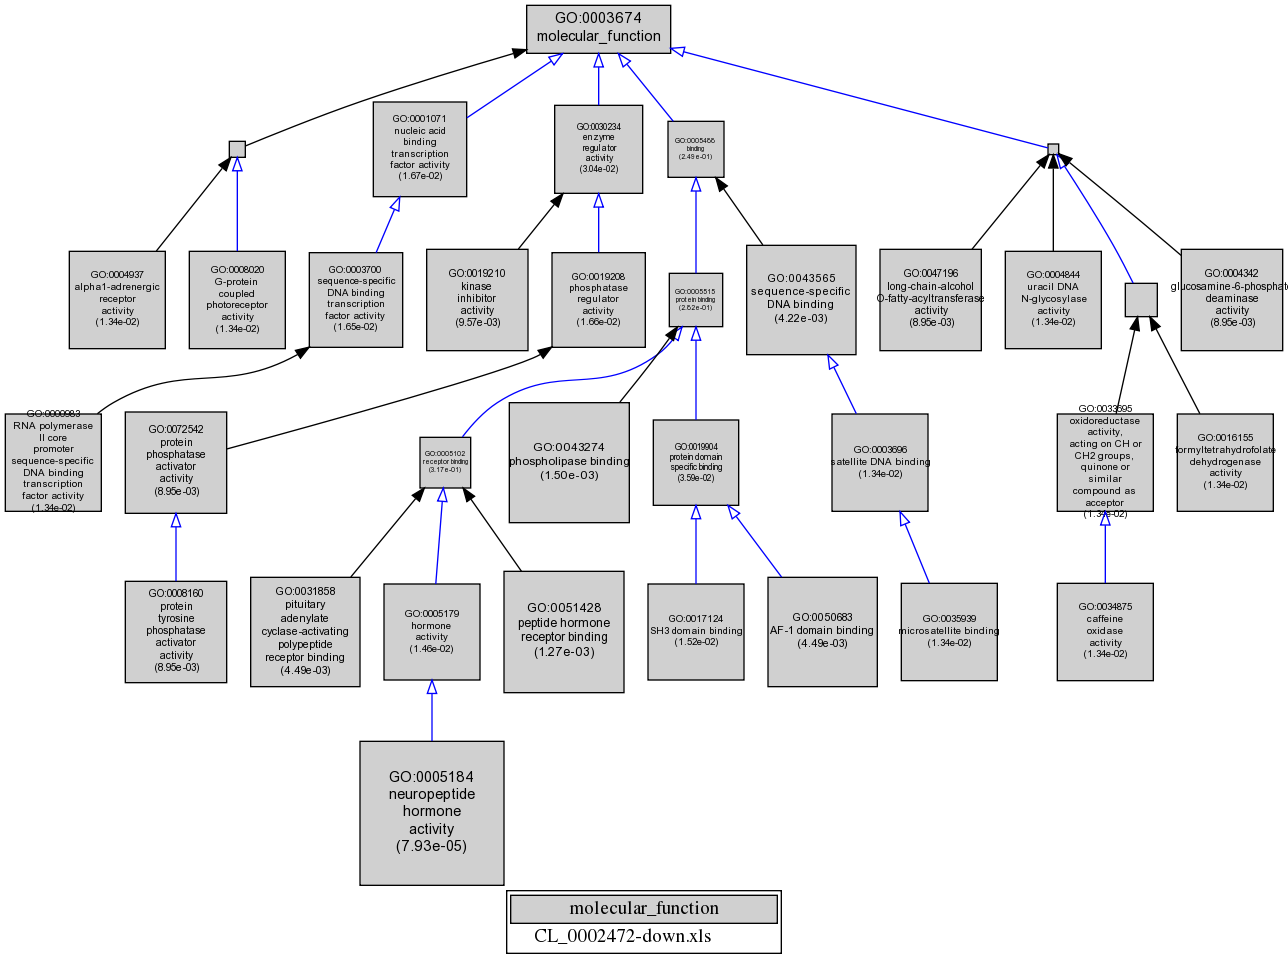 GO:0003674
molecular_function
GO:0001071
nucleic acid
binding
transcription
factor activity
(1.67e-02)
GO:0030234
enzyme
regulator
activity
(3.04e-02)
GO:0005488
binding
(2.49e-01)
GO:0004937
alpha1-adrenergic
receptor
activity
(1.34e-02)
GO:0008020
G-protein
coupled
photoreceptor
activity
(1.34e-02)
GO:0003700
sequence-specific
DNA binding
transcription
factor activity
(1.65e-02)
GO:0019210
kinase
inhibitor
activity
(9.57e-03)
GO:0019208
phosphatase
regulator
activity
(1.66e-02)
GO:0005515
protein binding
(2.62e-01)
GO:0043565
sequence-specific
DNA binding
(4.22e-03)
GO:0047196
long-chain-alcohol
O-fatty-acyltransferase
activity
(8.95e-03)
GO:0004844
uracil DNA
N-glycosylase
activity
(1.34e-02)
GO:0004342
glucosamine-6-phosphate
deaminase
activity
(8.95e-03)
GO:0000983
RNA polymerase
II core
promoter
sequence-specific
DNA binding
transcription
factor activity
(1.34e-02)
GO:0072542
protein
phosphatase
activator
activity
(8.95e-03)
GO:0005102
receptor binding
(3.17e-01)
GO:0043274
phospholipase binding
(1.50e-03)
GO:0019904
protein domain
specific binding
(3.59e-02)
GO:0003696
satellite DNA binding
(1.34e-02)
GO:0033695
oxidoreductase
activity,
acting on CH or
CH2 groups,
quinone or
similar
compound as
acceptor
(1.34e-02)
GO:0016155
formyltetrahydrofolate
dehydrogenase
activity
(1.34e-02)
GO:0008160
protein
tyrosine
phosphatase
activator
activity
(8.95e-03)
GO:0031858
pituitary
adenylate
cyclase-activating
polypeptide
receptor binding
(4.49e-03)
GO:0005179
hormone
activity
(1.46e-02)
GO:0051428
peptide hormone
receptor binding
(1.27e-03)
GO:0017124
SH3 domain binding
(1.52e-02)
GO:0050683
AF-1 domain binding
(4.49e-03)
GO:0035939
microsatellite binding
(1.34e-02)
GO:0034875
caffeine
oxidase
activity
(1.34e-02)
GO:0005184
neuropeptide
hormone
activity
(7.93e-05)
molecular_function
CL_0002472-down.xls